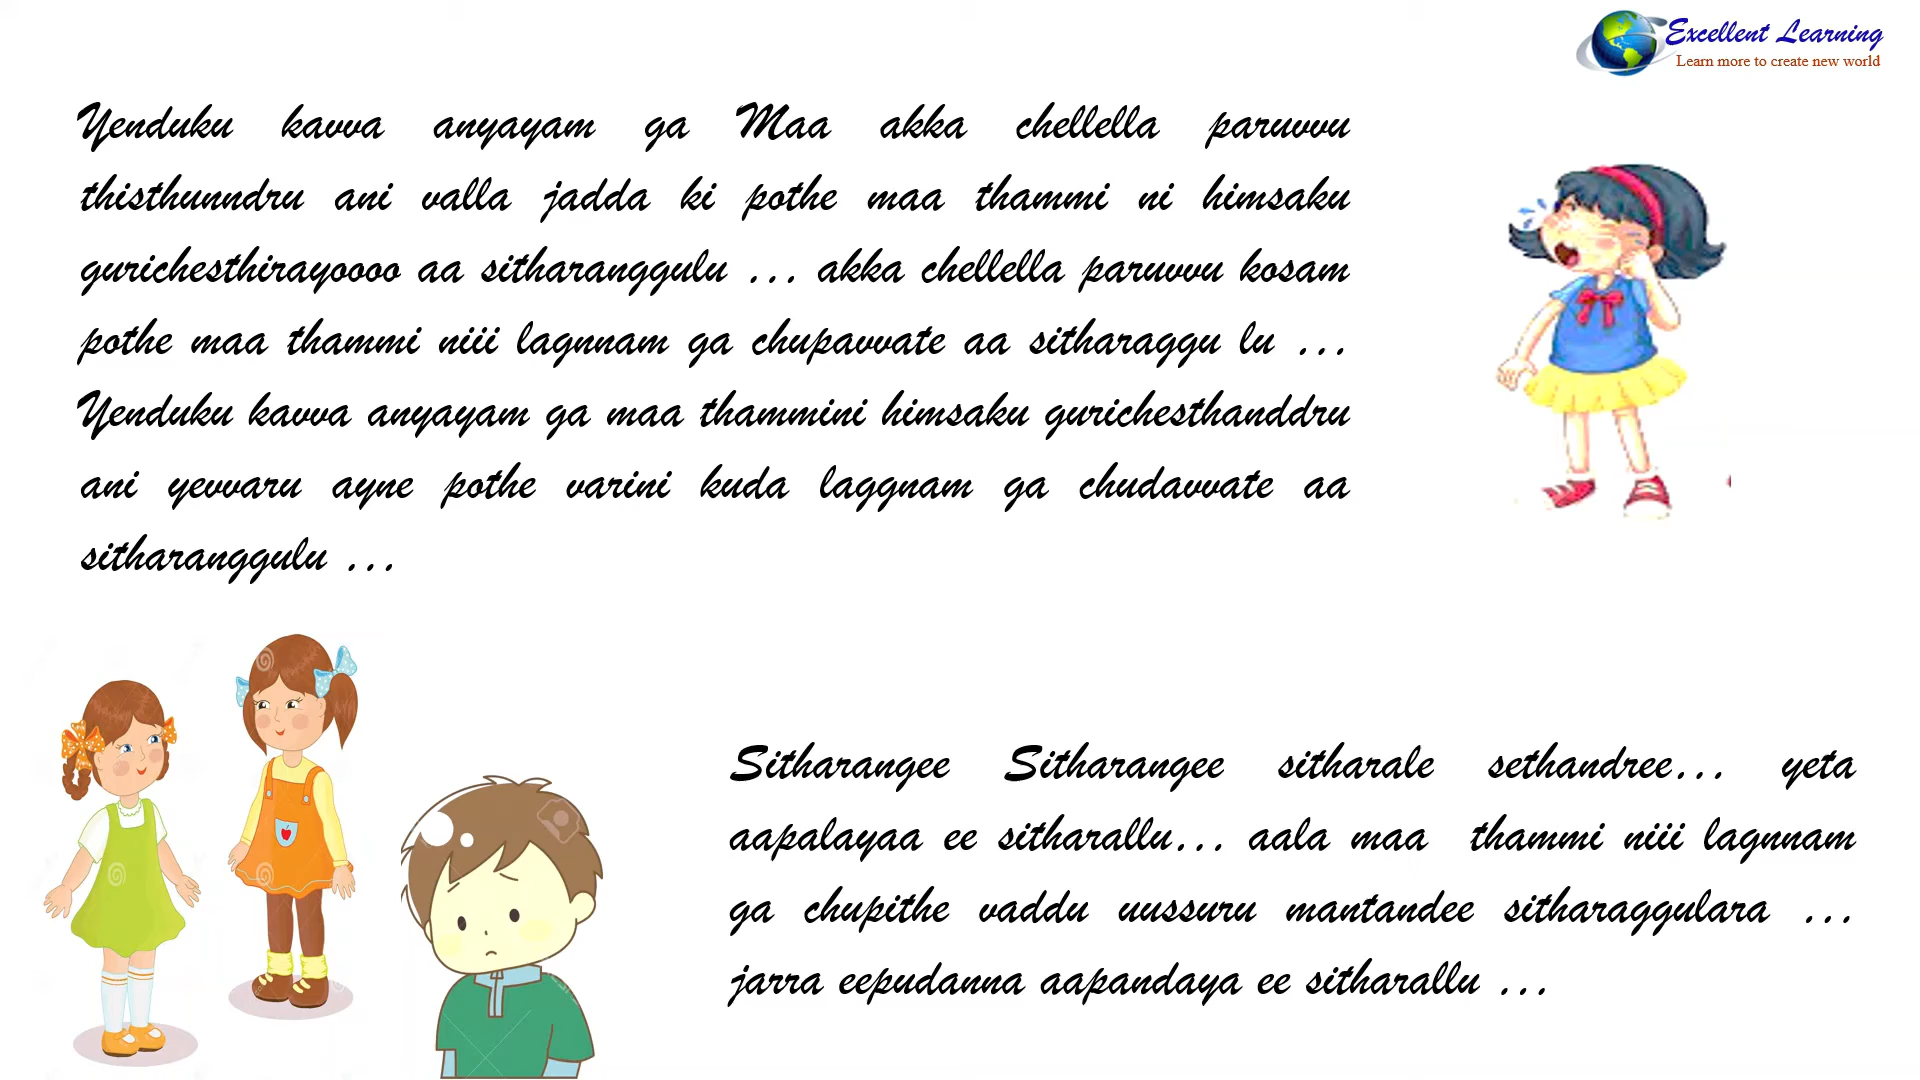 Excellent Learning
Learn more to create new world
Yenduku kavva anyayam ga Maa akka chellella paruvvu
thisthunndru ani valla jadda ki pothe maa thammi ni himsaku
gurichesthirayoooo aa sitharanggulu ... akka chellella paruvvu kosam
pothe maa thammi niii lagnnam ga chupavvate aa sitharaggu lu ...
Yenduku kavva anyayam ga maa thammini himsaku gurichesthanddru
ani yevvaru ayne pothe varini kuda laggnam ga chudavvate aa
sitharanggulu ...
Sitharangee Sitharangee sitharale sethandree... yeta
aapalayaa ee sitharallu... aala maa thammi niii lagnnam
ga chupithe vaddu uussuru mantandee sitharaggulara ...
jarra eepudanna aapandaya ee sitharallu ...